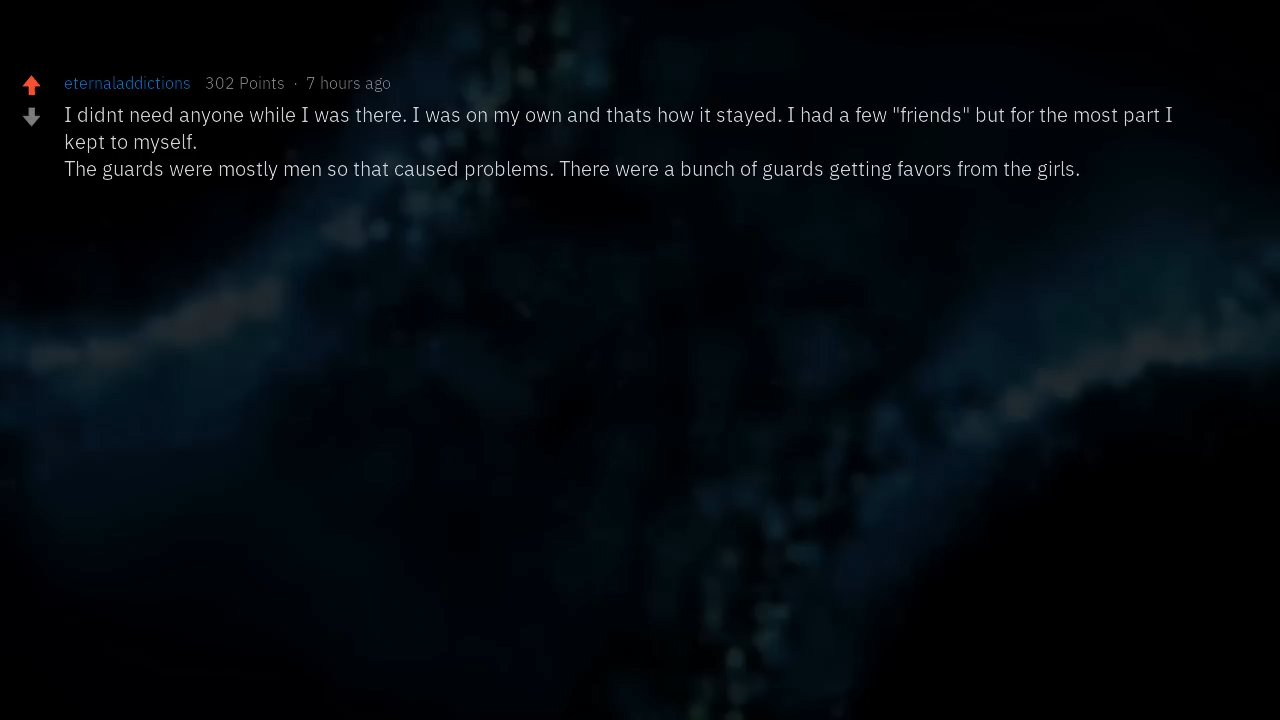 eternaladdictions 302 Points · 7 hours ago
I didnt need anyone while I was there. I was on my own and thats how it stayed. I had a few "friends" but for the most part I
kept to myself.
The guards were mostly men so that caused problems. There were a bunch of guards getting favors from the girls.